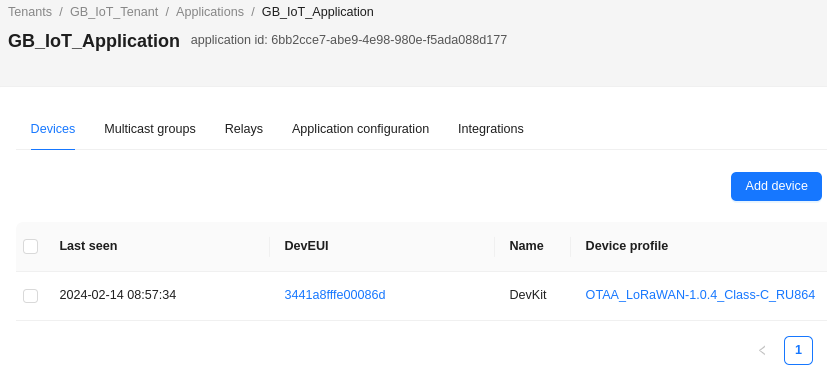 Tenants / GB_IoT_Tenant / Applications / GB_IoT_Application
GB_IoT_Application application id: 6bb2cce7-abe9-4e98-980e-f5ada088d177
Devices Multicast groups Relays Application configuration Integrations
Add device
Last seen DevEUI Name Device profile
2024-02-14 08:57:34 3441a8fffe00086d DevKit OTAA_LoRaWAN-1.0.4_Class-C_RU864
1